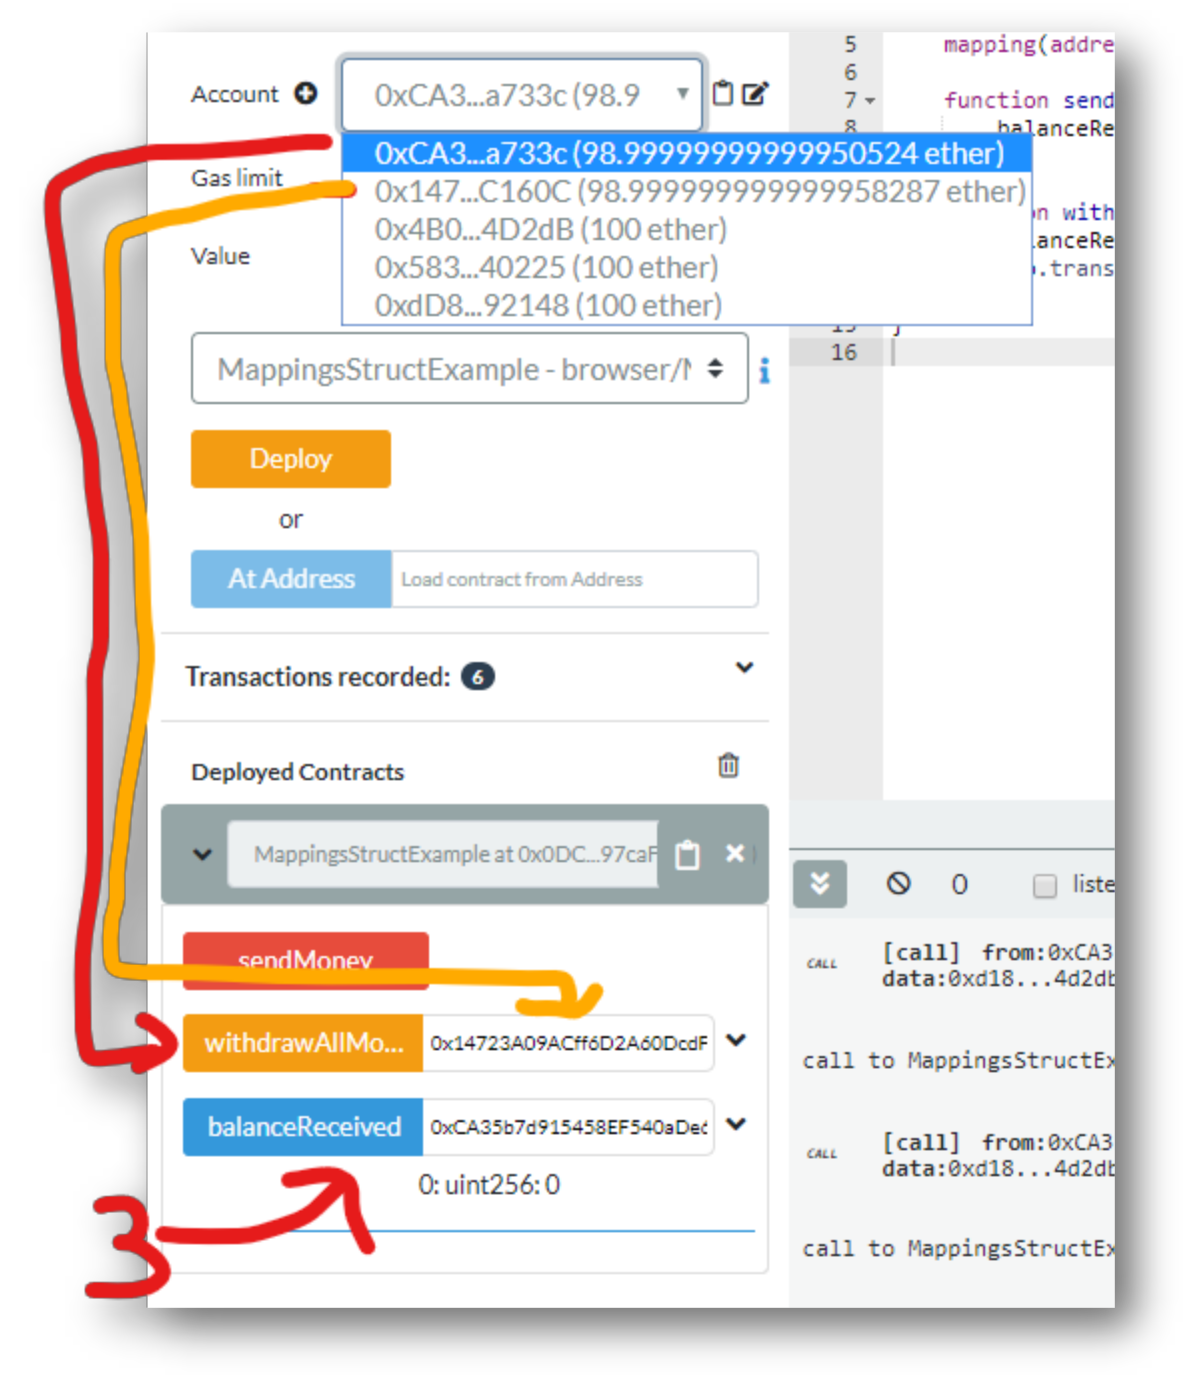 Account
0xCA3...a733c (98.9
0xCA3...a733c (98.99999999999950524 ether)
0x147...C160C (98.999999999999958287 ether)
0x4B0...4D2dB (100 ether)
0x583...40225 (100 ether)
0xdD8...92148 (100 ether)
Gas limit
Value
MappingsStructExample - browser/
i
Deploy
or
At Address
Load contract from Address
Transactions recorded: 6
Deployed Contracts
MappingsStructExample at 0x0DC...97caF
sendMoney
withdrawAllMo...
0x14723A09ACff6D2A60DcdF
balanceReceived
0xCA35b7d915458EF540aDe
0: uint256: 0
3
5 mapping(addre
6
7 function send
8 balanceRe
n with
anceRe
.trans
15 }
16
0
liste
CALL
[call] from:0xCA3
data:0xd18...4d2db
call to MappingsStructEx
CALL
[call] from:0xCA3
data:0xd18...4d2db
call to MappingsStructEx